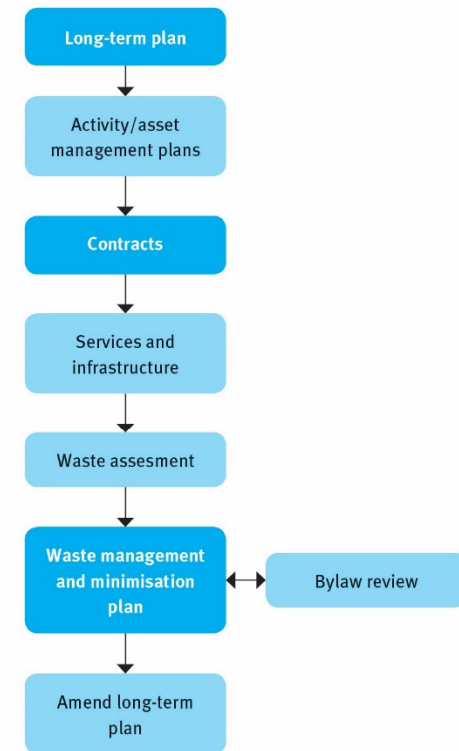 Long-term plan
Activity/asset
management plans
Contracts
Services and
infrastructure
Waste assesment
Waste management
and minimisation
plan
Bylaw review
Amend long-term
plan